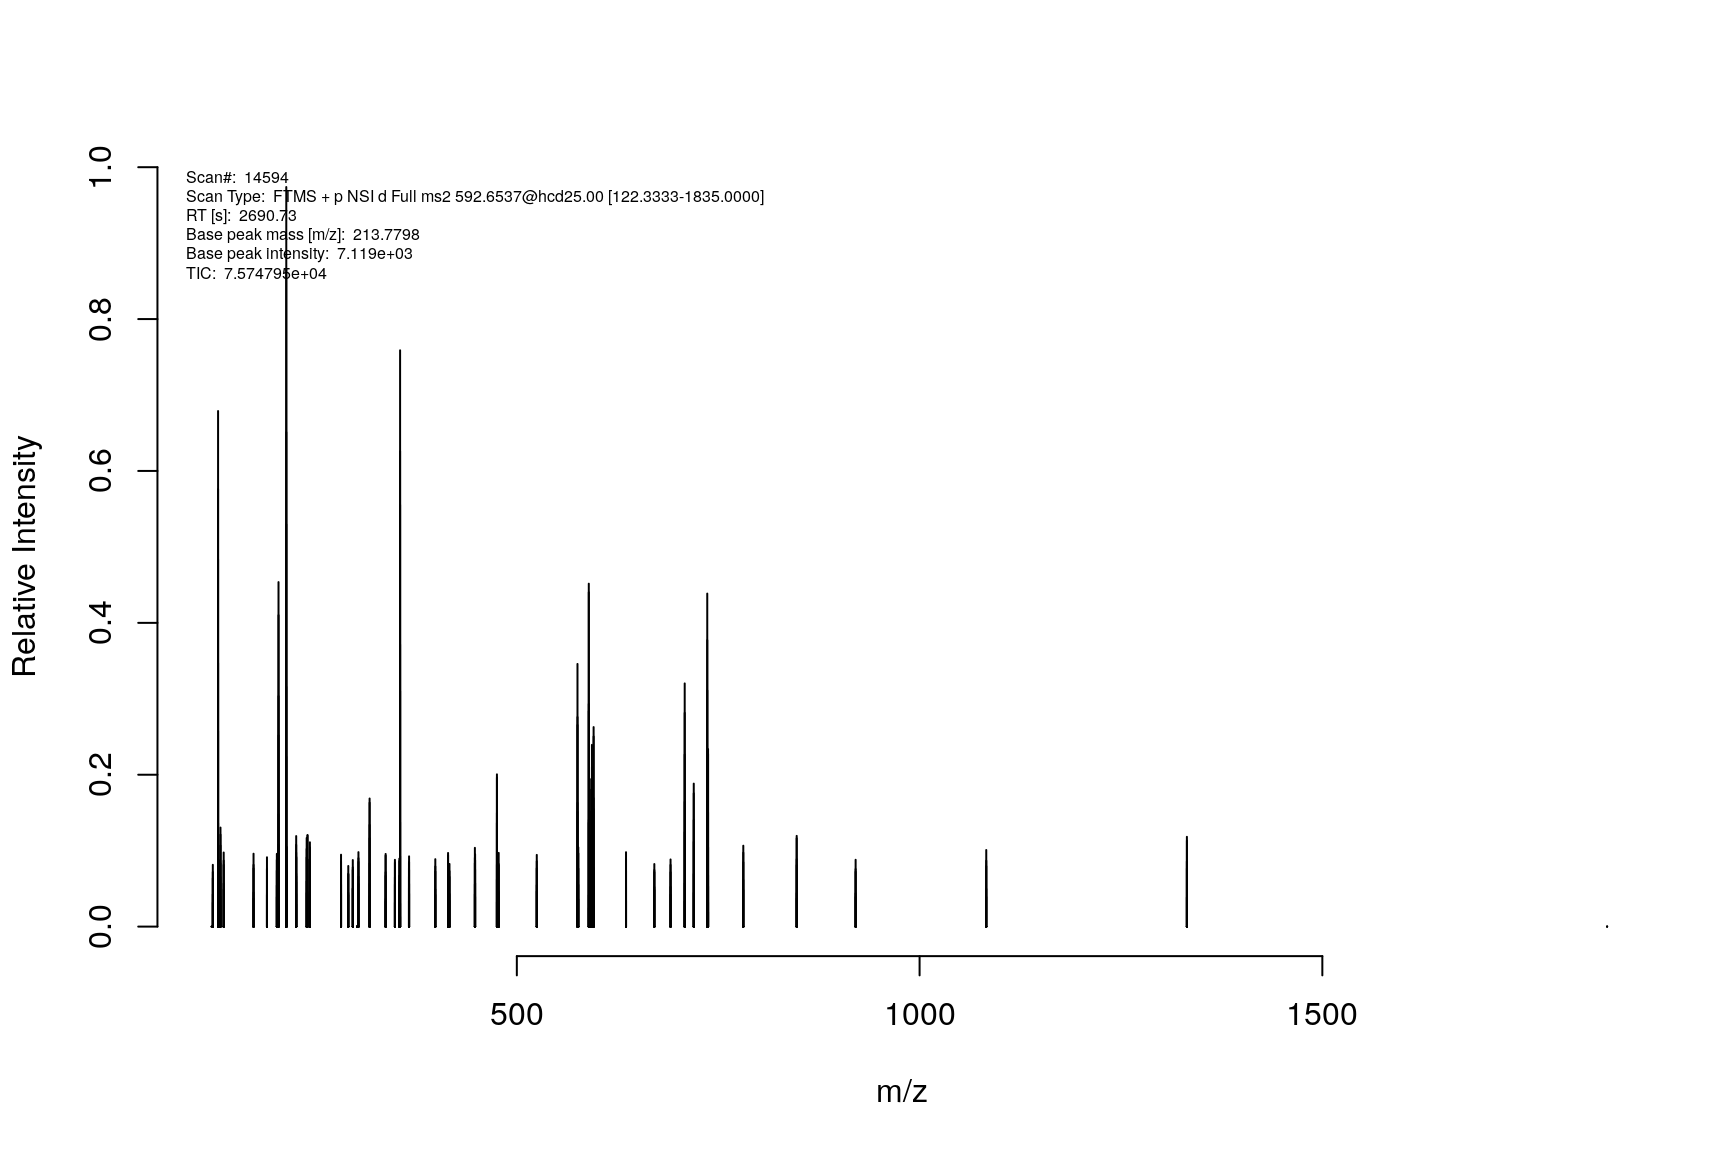 Scan#: 14594
Scan Type: FTMS + p NSI d Full ms2 592.6537@hcd25.00 [122.3333-1835.0000]
RT [s]: 2690.73
Base peak mass [m/z]: 213.7798
Base peak intensity: 7.119e+03
TIC: 7.574795e+04
1.0
0.8
0.6
0.4
0.2
0.0
Relative Intensity
500 1000 1500
m/z